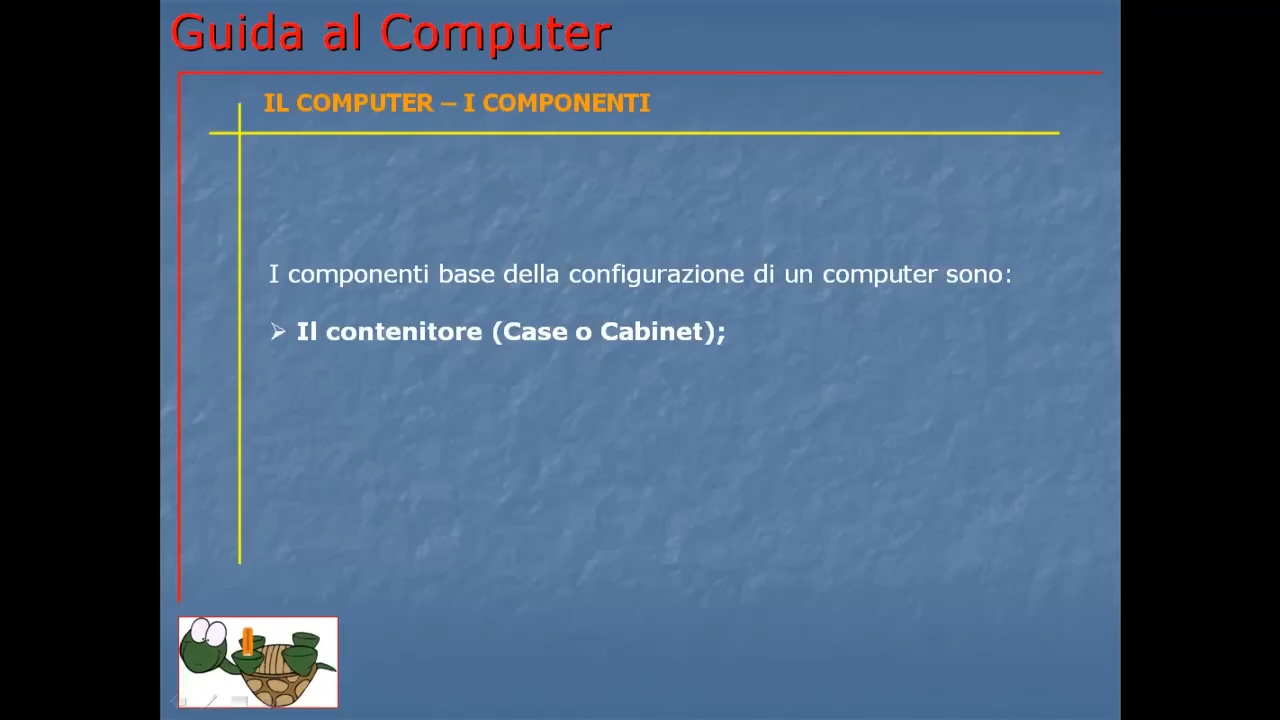 Guida al Computer
IL COMPUTER – I COMPONENTI
I componenti base della configurazione di un computer sono:
➢ Il contenitore (Case o Cabinet);